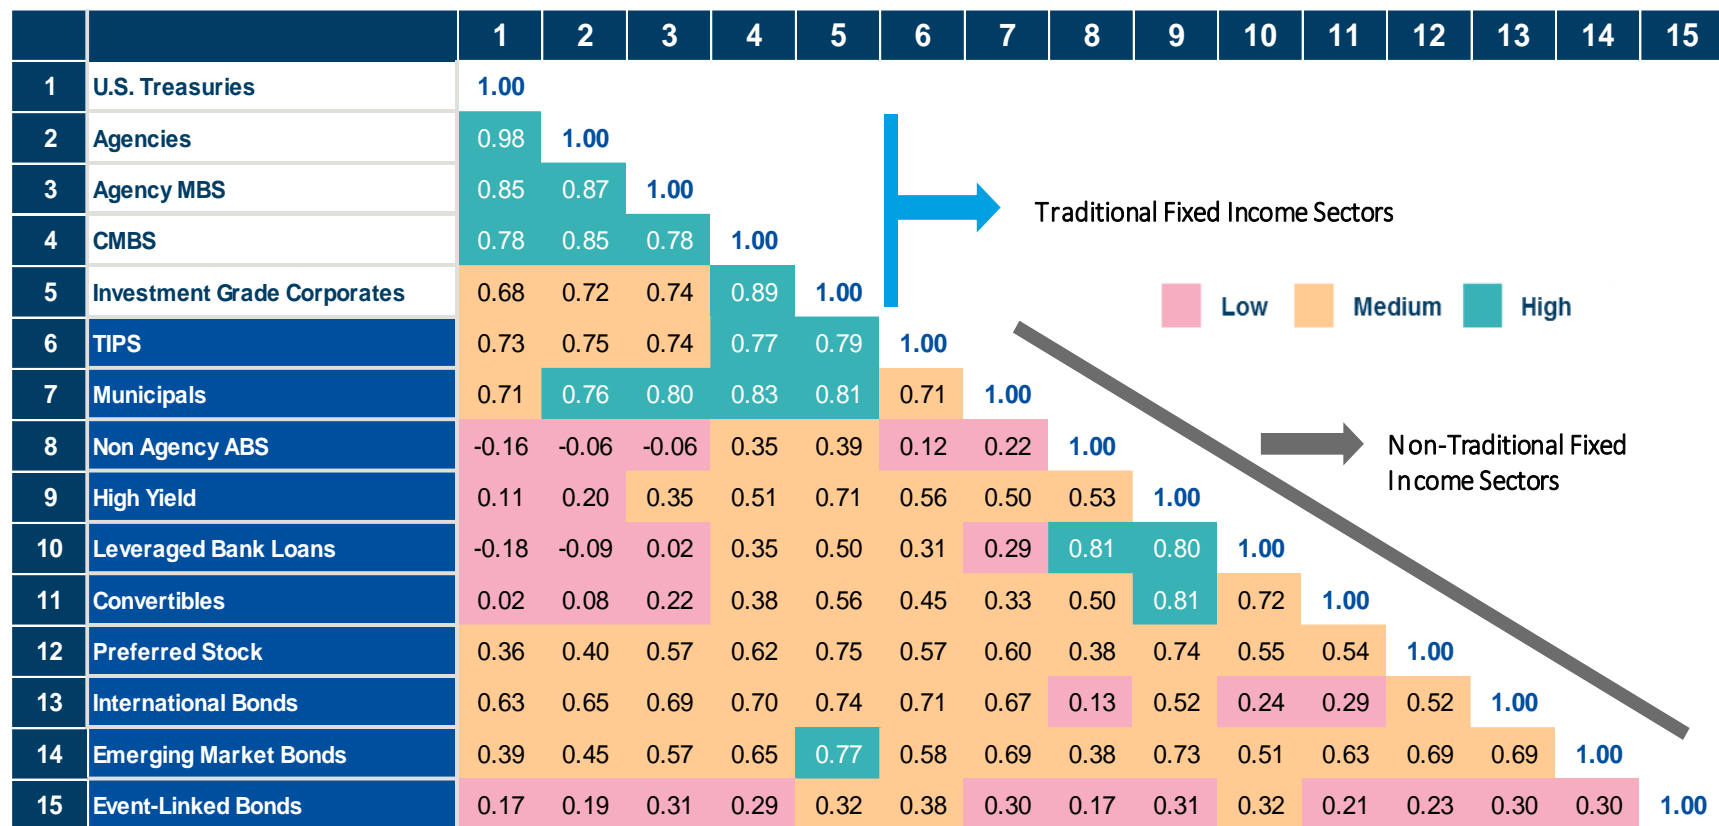 1 2 3 4 5 6 7 8 9 10 11 12 13 14 15
1 U.S. Treasuries 1.00
2 Agencies 0.98 1.00
3 Agency MBS 0.85 0.87 1.00
Traditional Fixed Income Sectors
4 CMBS 0.78 0.85 0.78 1.00
5 Investment Grade Corporates 0.68 0.72 0.74 0.89 1.00
Low Medium High
6 TIPS 0.73 0.75 0.74 0.77 0.79 1.00
7 Municipals 0.71 0.76 0.80 0.83 0.81 0.71 1.00
8 Non Agency ABS -0.16 -0.06 -0.06 0.35 0.39 0.12 0.22 1.00
Non-Traditional Fixed
Income Sectors
9 High Yield 0.11 0.20 0.35 0.51 0.71 0.56 0.50 0.53 1.00
10 Leveraged Bank Loans -0.18 -0.09 0.02 0.35 0.50 0.31 0.29 0.81 0.80 1.00
11 Convertibles 0.02 0.08 0.22 0.38 0.56 0.45 0.33 0.50 0.81 0.72 1.00
12 Preferred Stock 0.36 0.40 0.57 0.62 0.75 0.57 0.60 0.38 0.74 0.55 0.54 1.00
13 International Bonds 0.63 0.65 0.69 0.70 0.74 0.71 0.67 0.13 0.52 0.24 0.29 0.52 1.00
14 Emerging Market Bonds 0.39 0.45 0.57 0.65 0.77 0.58 0.69 0.38 0.73 0.51 0.63 0.69 0.69 1.00
15 Event-Linked Bonds 0.17 0.19 0.31 0.29 0.32 0.38 0.30 0.17 0.31 0.32 0.21 0.23 0.30 0.30 1.00